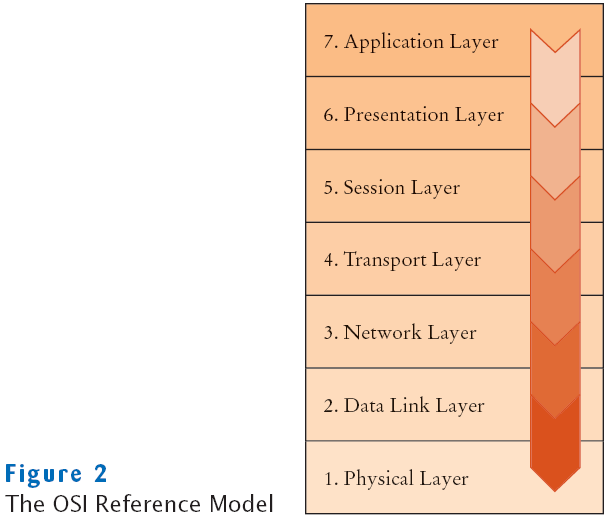 7. Application Layer
6. Presentation Layer
5. Session Layer
4. Transport Layer
3. Network Layer
2. Data Link Layer
1. Physical Layer
Figure 2
The OSI Reference Model